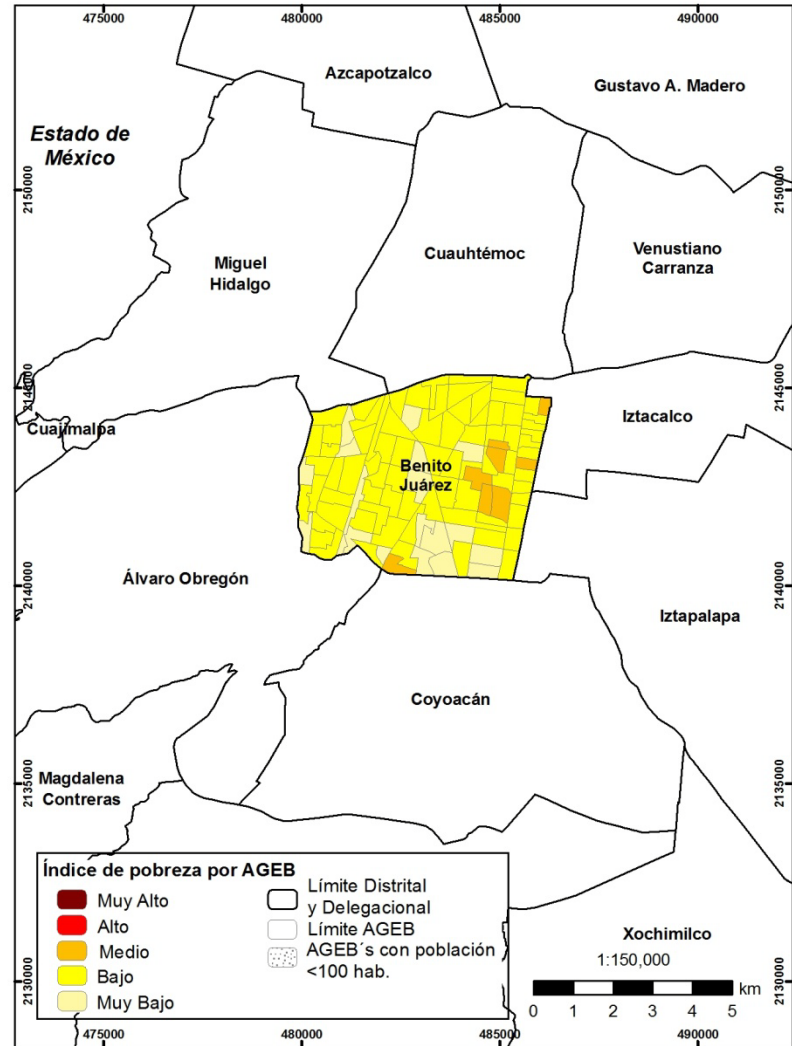 475000
480000
485000
490000
Azcapotzalco
Gustavo A. Madero
Estado de
México
2150000
2150000
Miguel
Hidalgo
Cuauhtémoc
Venustiano
Carranza
2145000
2145000
Cuajimalpa
Iztacalco
Benito
Juárez
Álvaro Obregón
2140000
2140000
Iztapalapa
Coyoacán
Magdalena
Contreras
2135000
2135000
Índice de pobreza por AGEB
Muy Alto
Alto
Medio
Bajo
Muy Bajo
Límite Distrital
y Delegacional
Límite AGEB
AGEB´s con población
<100 hab.
Xochimilco
1:150,000
km
0 1 2 3 4 5
2130000
2130000
475000
480000
485000
490000